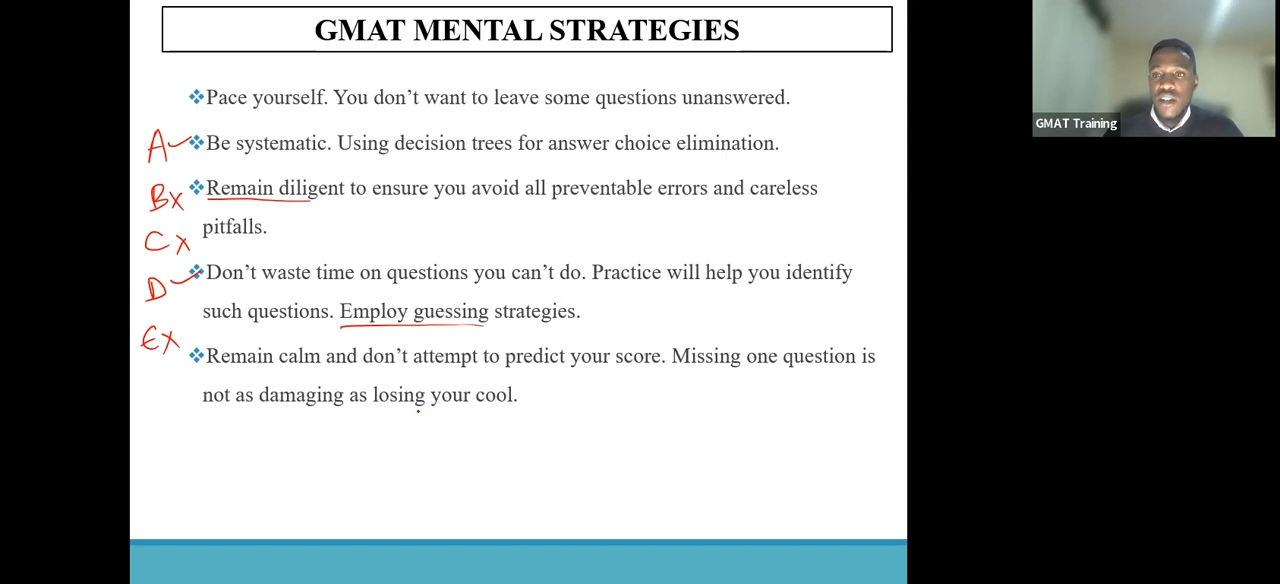 GMAT MENTAL STRATEGIES
GMAT Training
❖Pace yourself. You don't want to leave some questions unanswered.
A✓ ❖Be systematic. Using decision trees for answer choice elimination.
Bx ❖Remain diligent to ensure you avoid all preventable errors and careless
pitfalls.
Cx
D✓ ❖Don't waste time on questions you can't do. Practice will help you identify
such questions. Employ guessing strategies.
Ex
❖Remain calm and don't attempt to predict your score. Missing one question is
not as damaging as losing your cool.